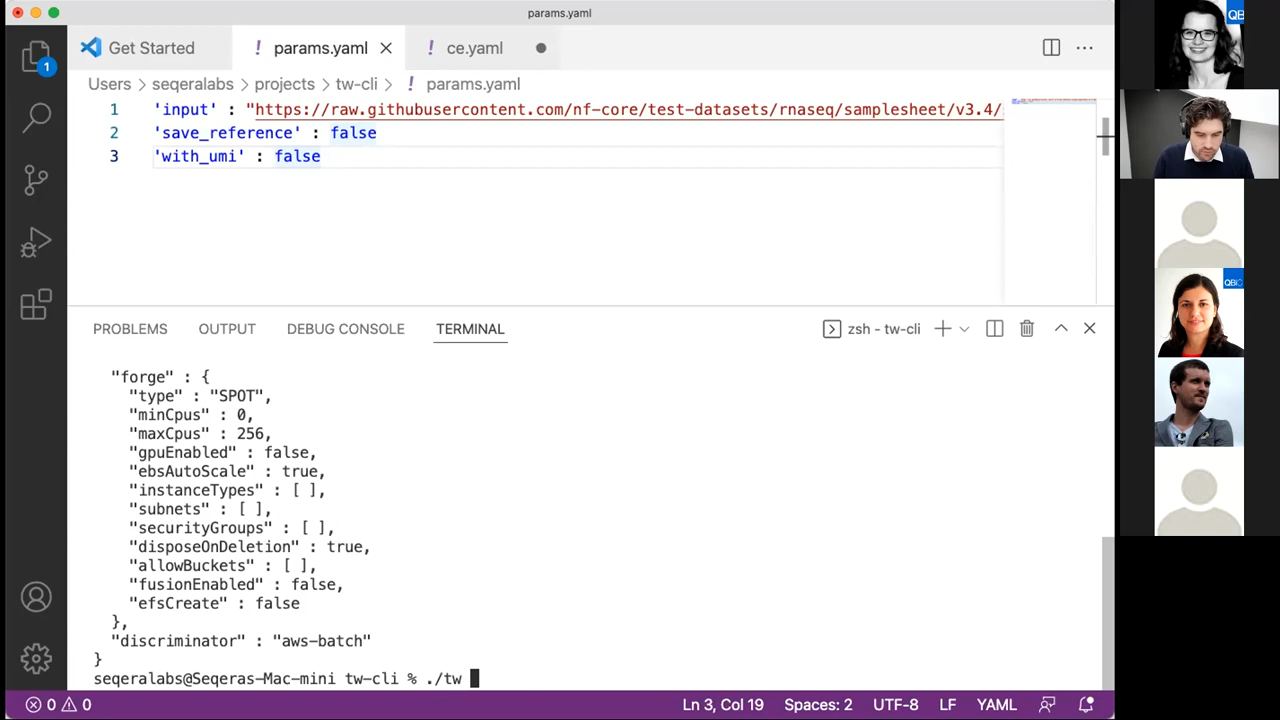 params.yaml
Get Started
! params.yaml
! ce.yaml
1
Users > seqeralabs > projects > tw-cli > ! params.yaml
1 'input' : "https://raw.githubusercontent.com/nf-core/test-datasets/rnaseq/samplesheet/v3.4/
2 'save_reference' : false
3 'with_umi' : false
PROBLEMS OUTPUT DEBUG CONSOLE TERMINAL
zsh - tw-cli
"forge" : {
"type" : "SPOT",
"minCpus" : 0,
"maxCpus" : 256,
"gpuEnabled" : false,
"ebsAutoScale" : true,
"instanceTypes" : [ ],
"subnets" : [ ],
"securityGroups" : [ ],
"disposeOnDeletion" : true,
"allowBuckets" : [ ],
"fusionEnabled" : false,
"efsCreate" : false
},
"discriminator" : "aws-batch"
}
seqeralabs@Seqeras-Mac-mini tw-cli % ./tw
0 0 Ln 3, Col 19 Spaces: 2 UTF-8 LF YAML
QB
QBiC